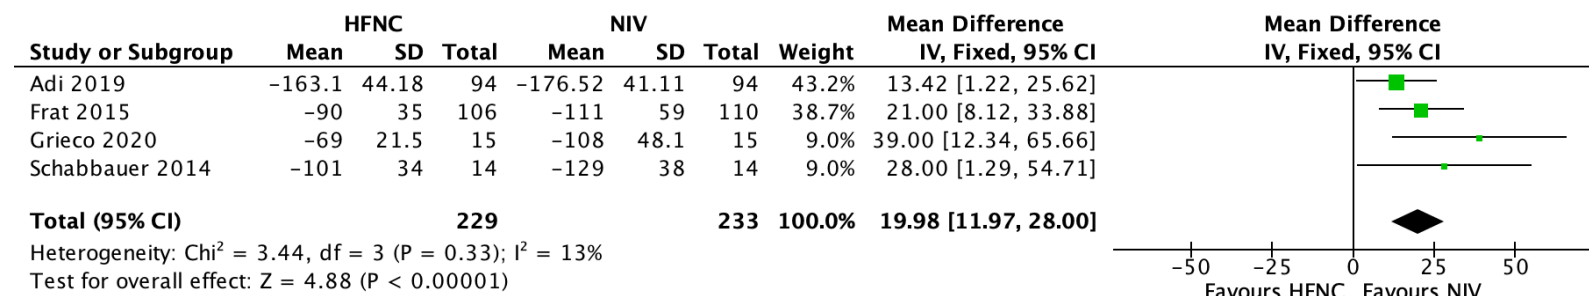 HFNC NIV Mean Difference Mean Difference
Study or Subgroup Mean SD Total Mean SD Total Weight IV, Fixed, 95% CI IV, Fixed, 95% CI
Adi 2019 −163.1 44.18 94 −176.52 41.11 94 43.2% 13.42 [1.22, 25.62]
Frat 2015 −90 35 106 −111 59 110 38.7% 21.00 [8.12, 33.88]
Grieco 2020 −69 21.5 15 −108 48.1 15 9.0% 39.00 [12.34, 65.66]
Schabbauer 2014 −101 34 14 −129 38 14 9.0% 28.00 [1.29, 54.71]
Total (95% CI) 229 233 100.0% 19.98 [11.97, 28.00]
Heterogeneity: Chi² = 3.44, df = 3 (P = 0.33); I² = 13%
Test for overall effect: Z = 4.88 (P < 0.00001)
−50 −25 0 25 50
Favours HFNC Favours NIV